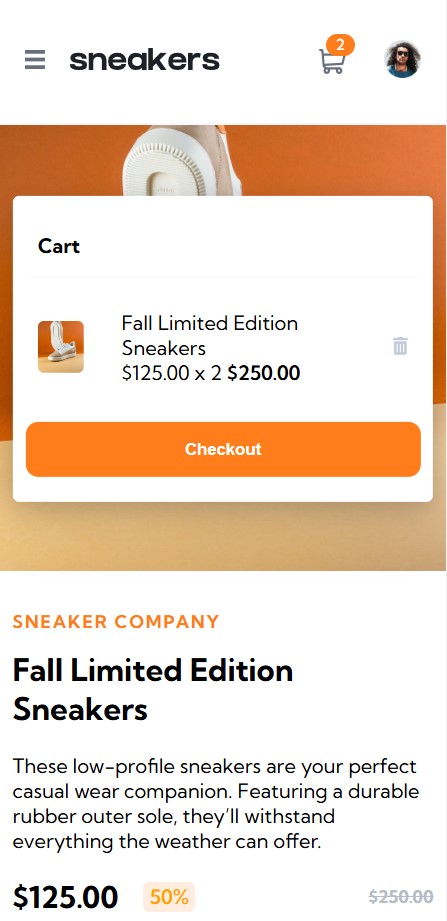 sneakers
2
Cart
Fall Limited Edition
Sneakers
$125.00 x 2 $250.00
Checkout
SNEAKER COMPANY
Fall Limited Edition
Sneakers
These low-profile sneakers are your perfect
casual wear companion. Featuring a durable
rubber outer sole, they’ll withstand
everything the weather can offer.
$125.00 50% $250.00